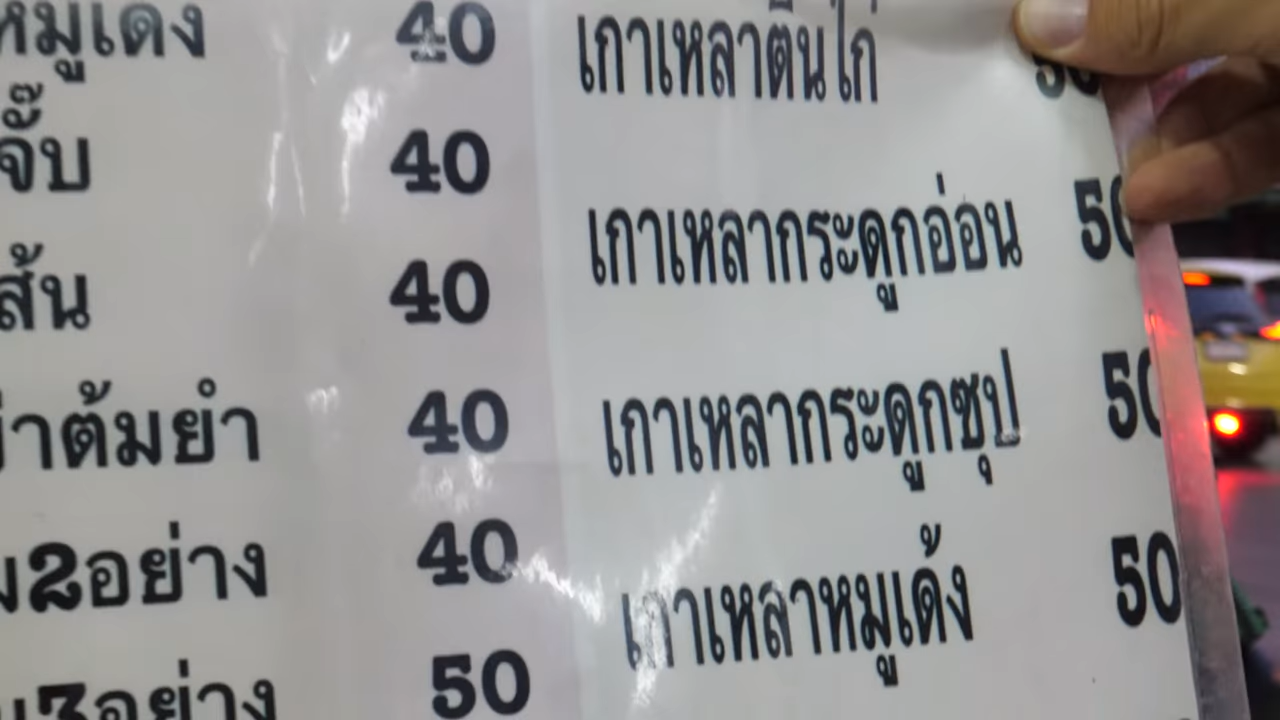 หมูเด้ง 40
จั๊บ 40
ส้น 40
ต้มยำ 40
2อย่าง 40
3อย่าง 50
เกาเหลาตีนไก่ 50
เกาเหลากระดูกอ่อน 50
เกาเหลากระดูกซุป 50
เกาเหลาหมูเด้ง 50